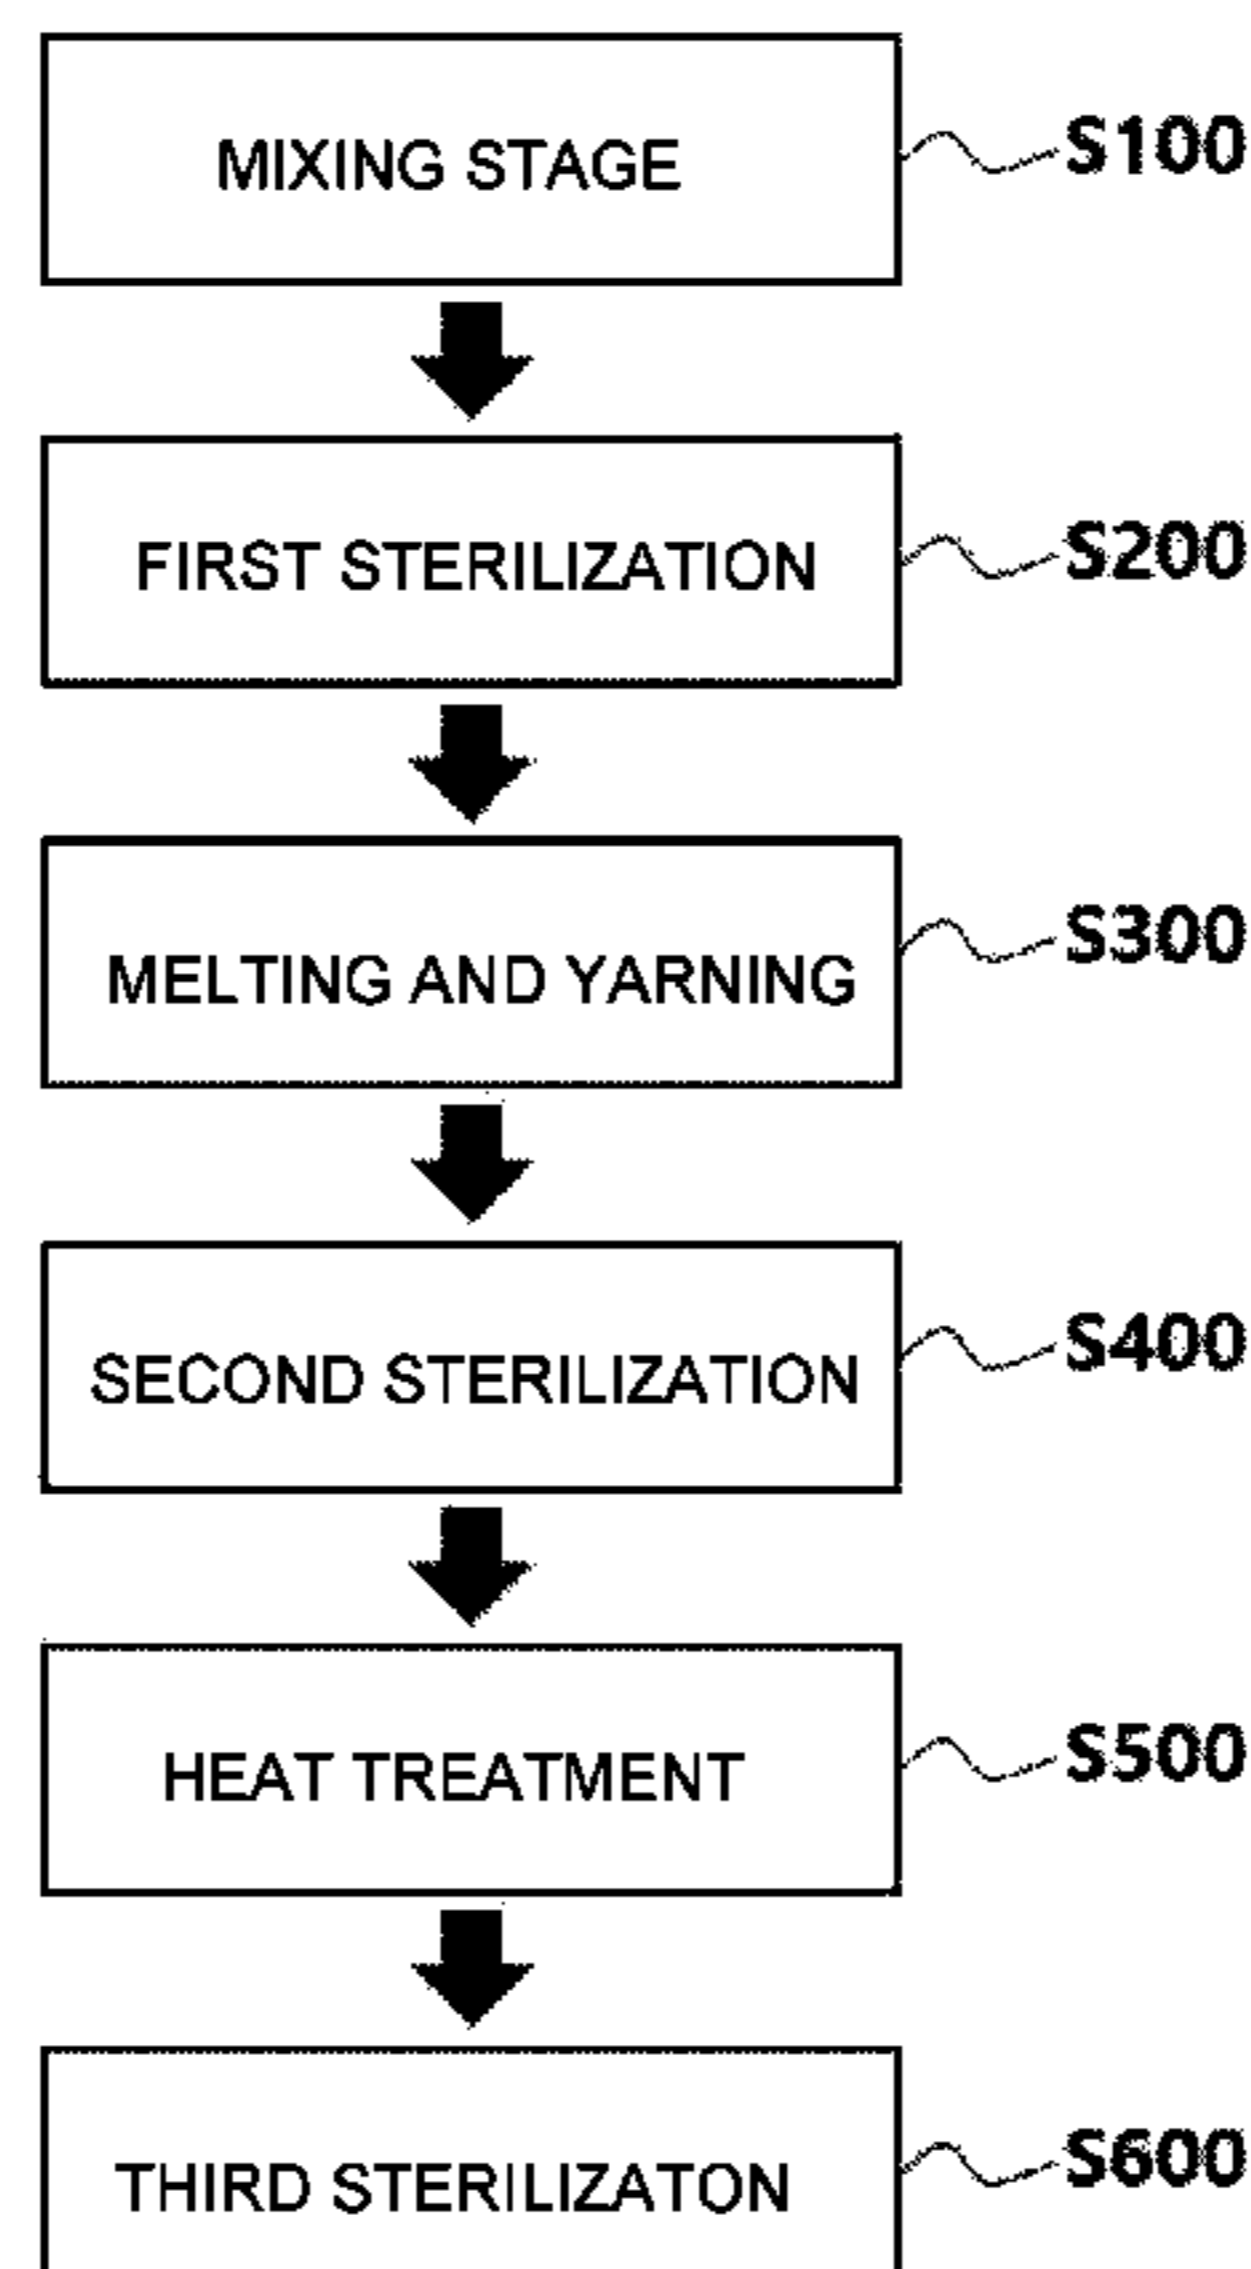 MIXING STAGE
S100
FIRST STERILIZATION
S200
MELTING AND YARNING
S300
SECOND STERILIZATION
S400
HEAT TREATMENT
S500
THIRD STERILIZATON
S600